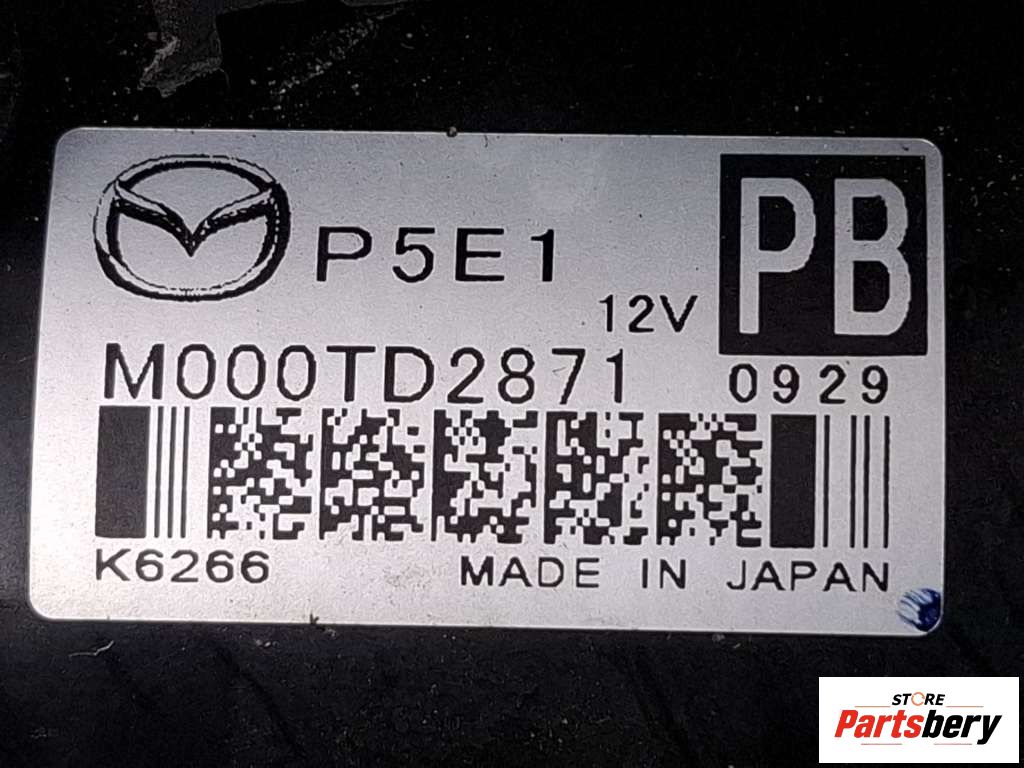 P5E1
12V
PB
M000TD2871
0929
K6266
MADE IN JAPAN
STORE
Partsbery